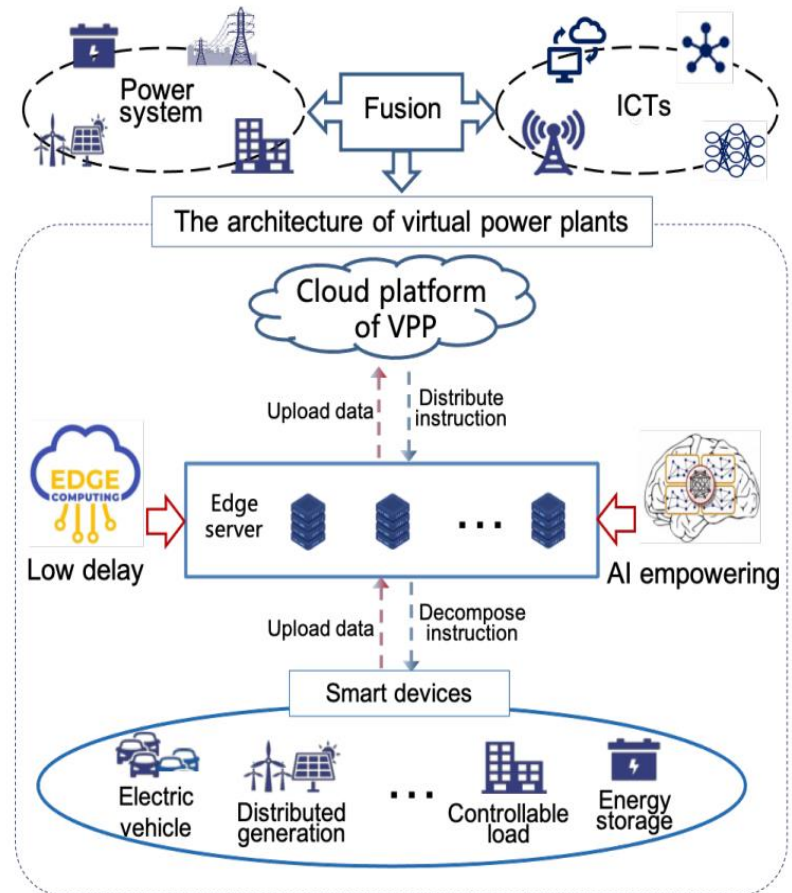 Power
system
Fusion
ICTs
The architecture of virtual power plants
Cloud platform
of VPP
Upload data
Distribute
instruction
EDGE
COMPUTING
Low delay
Edge
server
...
AI empowering
Upload data
Decompose
instruction
Smart devices
Electric
vehicle
Distributed
generation
...
Controllable
load
Energy
storage